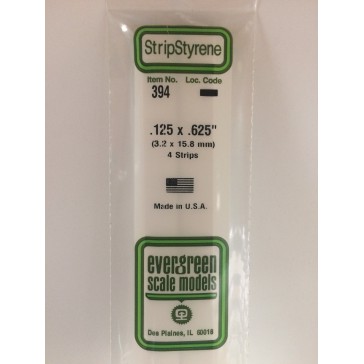 StripStyrene
Item No. Loc. Code
394
.125 x .625"
(3.2 x 15.8 mm)
4 Strips
Made in U.S.A.
evergreen
scale models
Des Plaines, IL 60018